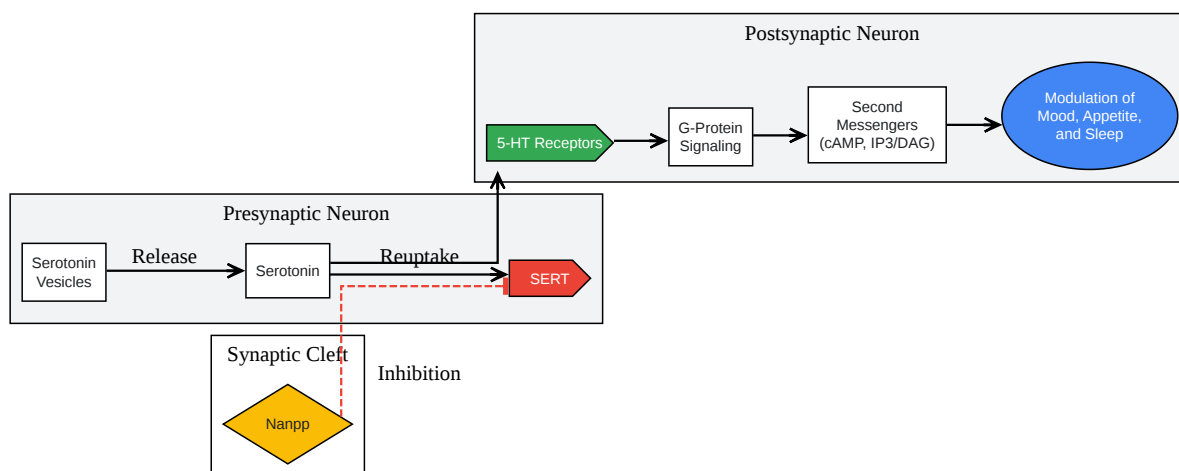 Postsynaptic Neuron
5-HT Receptors
G-Protein
Signaling
Second
Messengers
(cAMP, IP3/DAG)
Modulation of
Mood, Appetite,
and Sleep
Presynaptic Neuron
Serotonin
Vesicles
Release
Serotonin
Reuptake
SERT
Synaptic Cleft
Inhibition
Nanpp